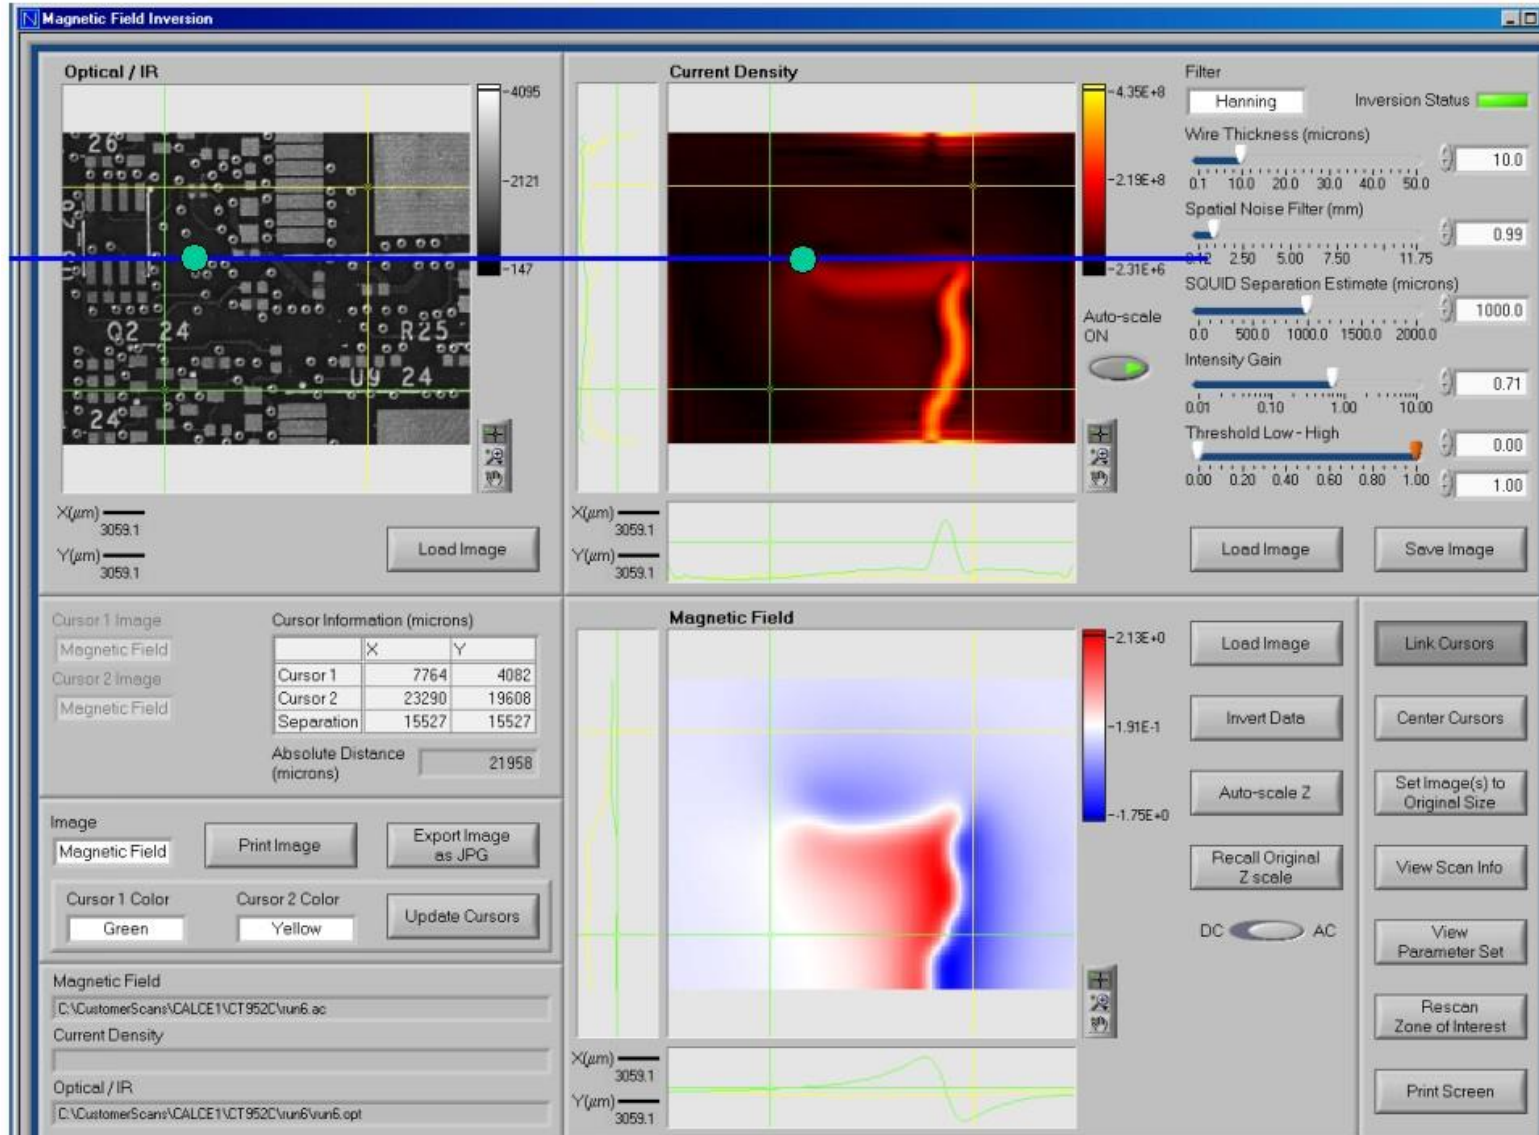 Magnetic Field Inversion
Optical / IR
4095
2121
147
26
Q2 24
R25
U9 24
24
X(µm)
3059.1
Y(µm)
3059.1
Load Image
Current Density
4.35E+8
2.19E+8
2.31E+6
Auto-scale
ON
X(µm)
3059.1
Y(µm)
3059.1
Filter
Hanning
Inversion Status
Wire Thickness (microns)
0.1 10.0 20.0 30.0 40.0 50.0
10.0
Spatial Noise Filter (mm)
0.12 2.50 5.00 7.50 11.75
0.99
SQUID Separation Estimate (microns)
0.0 500.0 1000.0 1500.0 2000.0
1000.0
Intensity Gain
0.01 0.10 1.00 10.00
0.71
Threshold Low - High
0.00 0.20 0.40 0.60 0.80 1.00
0.00
1.00
Load Image
Save Image
Cursor 1 Image
Magnetic Field
Cursor 2 Image
Magnetic Field
Cursor Information (microns)
X Y
Cursor 1 7764 4082
Cursor 2 23290 19608
Separation 15527 15527
Absolute Distance
(microns)
21958
Image
Magnetic Field
Print Image
Export Image
as JPG
Cursor 1 Color
Green
Cursor 2 Color
Yellow
Update Cursors
Magnetic Field
C:\CustomerScans\CALCE1\CT952C\run6.ac
Current Density
Optical / IR
C:\CustomerScans\CALCE1\CT952C\run6\run6.opt
Magnetic Field
2.13E+0
1.91E-1
-1.75E+0
X(µm)
3059.1
Y(µm)
3059.1
Load Image
Invert Data
Auto-scale Z
Recall Original
Z scale
DC AC
Link Cursors
Center Cursors
Set Image(s) to
Original Size
View Scan Info
View
Parameter Set
Rescan
Zone of Interest
Print Screen